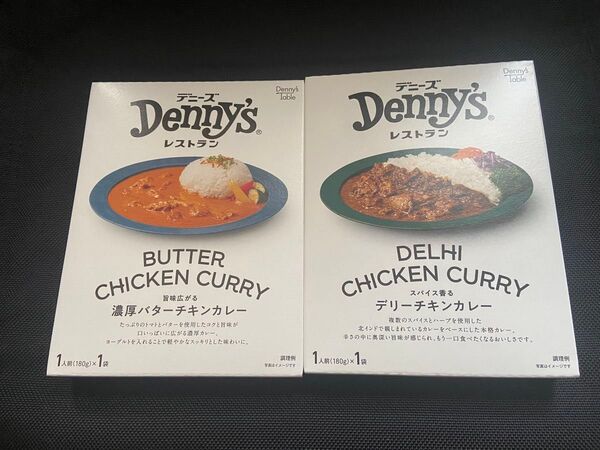 Denny's
Table
デニーズ
Denny's®
レストラン
BUTTER
CHICKEN CURRY
旨味広がる
濃厚バターチキンカレー
たっぷりのトマトとバターを使用したコクと旨味が
口いっぱいに広がる濃厚カレー。
ヨーグルトを入れることで軽やかなスッキリとした味わいに。
1人前(180g)×1袋
調理例
写真はイメージです
Denny's
Table
デニーズ
Denny's®
レストラン
DELHI
CHICKEN CURRY
スパイス香る
デリーチキンカレー
複数のスパイスとハーブを使用した
北インドで親しまれているカレーをベースにした本格カレー。
辛さの中に奥深い旨味が感じられ、もう一口食べたくなるおいしさです。
1人前(180g)×1袋
調理例
写真はイメージです